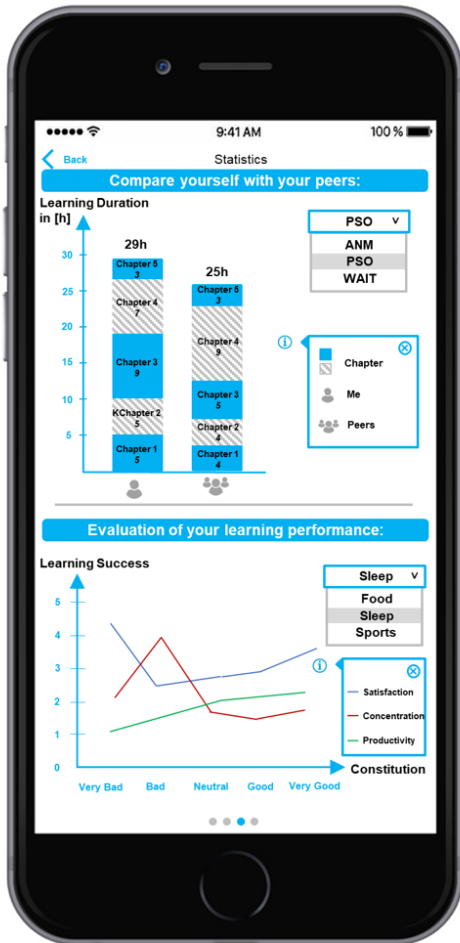 9:41 AM
100 %
Back
Statistics
Compare yourself with your peers:
Learning Duration
in [h]
30
25
20
15
10
5
29h
Chapter 5
3
Chapter 4
7
Chapter 3
9
KChapter 2
5
Chapter 1
5
25h
Chapter 5
3
Chapter 4
9
Chapter 3
5
Chapter 2
4
Chapter 1
4
PSO v
ANM
PSO
WAIT
i
Chapter
Me
Peers
Evaluation of your learning performance:
Learning Success
5
4
3
2
1
0
Very Bad
Bad
Neutral
Good
Very Good
Constitution
Sleep v
Food
Sleep
Sports
i
Satisfaction
Concentration
Productivity